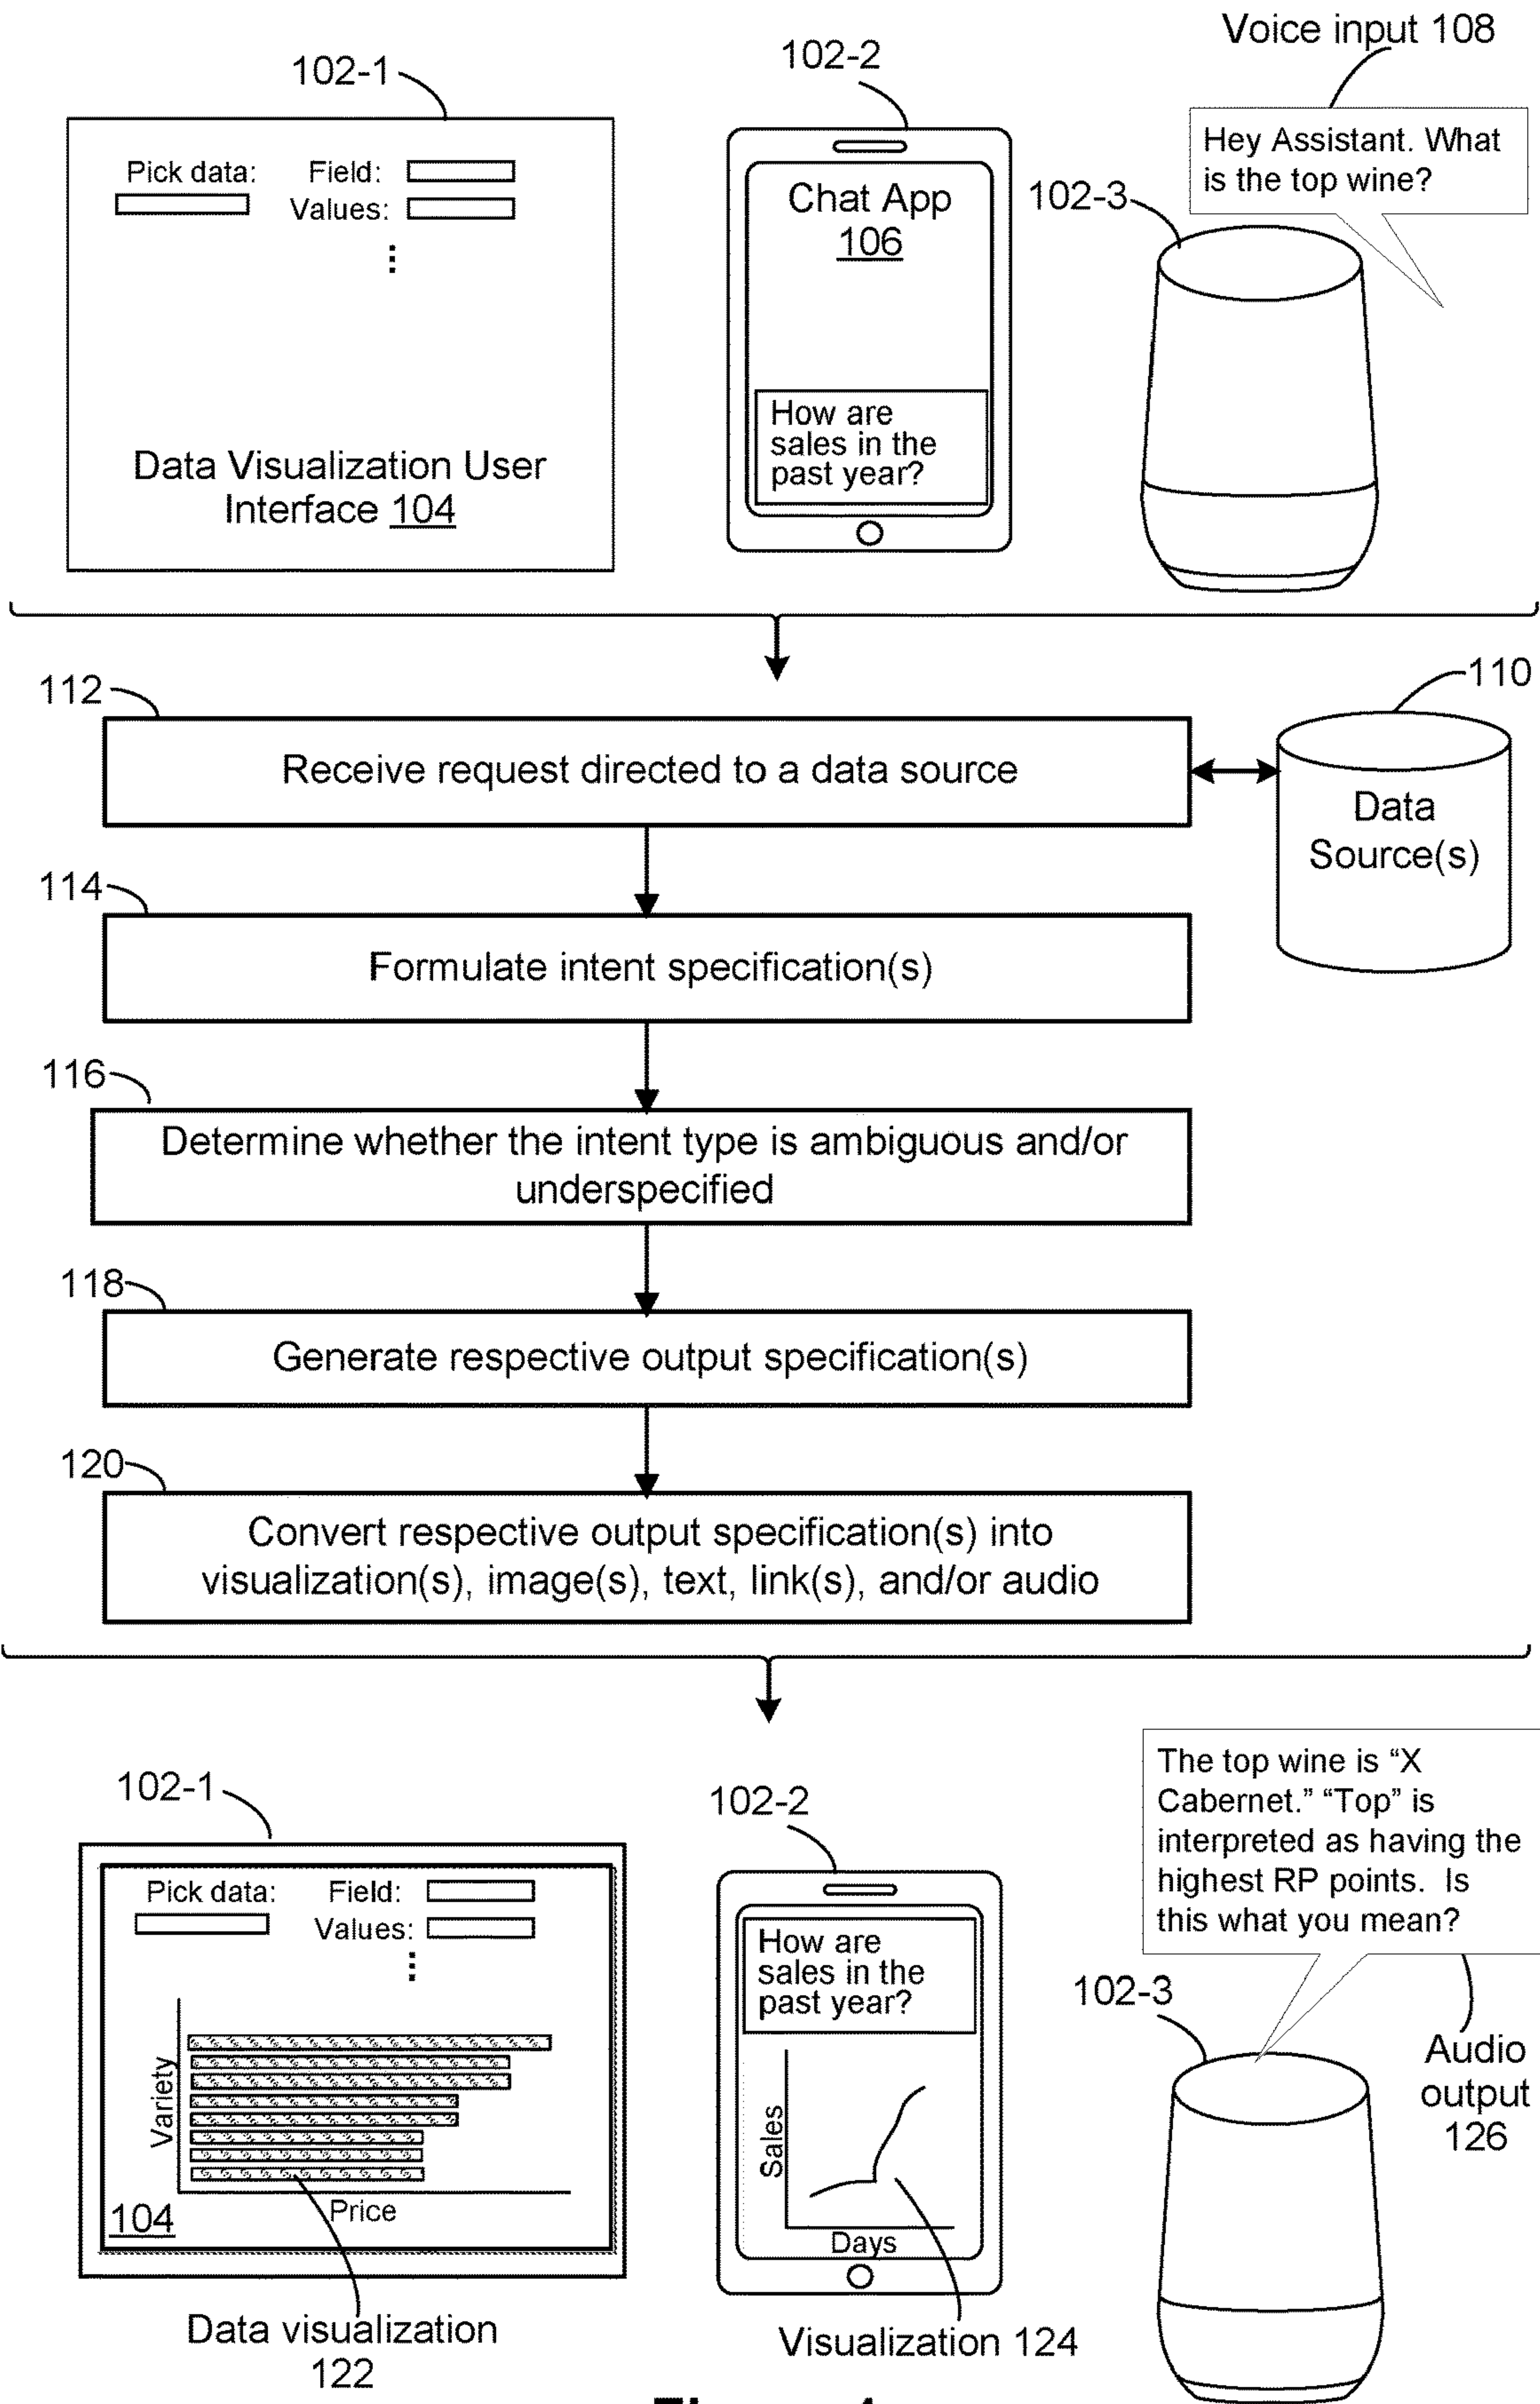 Voice input 108
102-1
102-2
Hey Assistant. What
is the top wine?
102-3
Pick data:
Field:
Values:
Data Visualization User
Interface 104
Chat App
106
How are
sales in the
past year?
112
110
Receive request directed to a data source
Data
Source(s)
114
Formulate intent specification(s)
116
Determine whether the intent type is ambiguous and/or
underspecified
118
Generate respective output specification(s)
120
Convert respective output specification(s) into
visualization(s), image(s), text, link(s), and/or audio
102-1
102-2
The top wine is “X
Cabernet.” “Top” is
interpreted as having the
highest RP points. Is
this what you mean?
102-3
Audio
output
126
Pick data:
Field:
Values:
Variety
Price
104
How are
sales in the
past year?
Sales
Days
Data visualization
122
Visualization 124